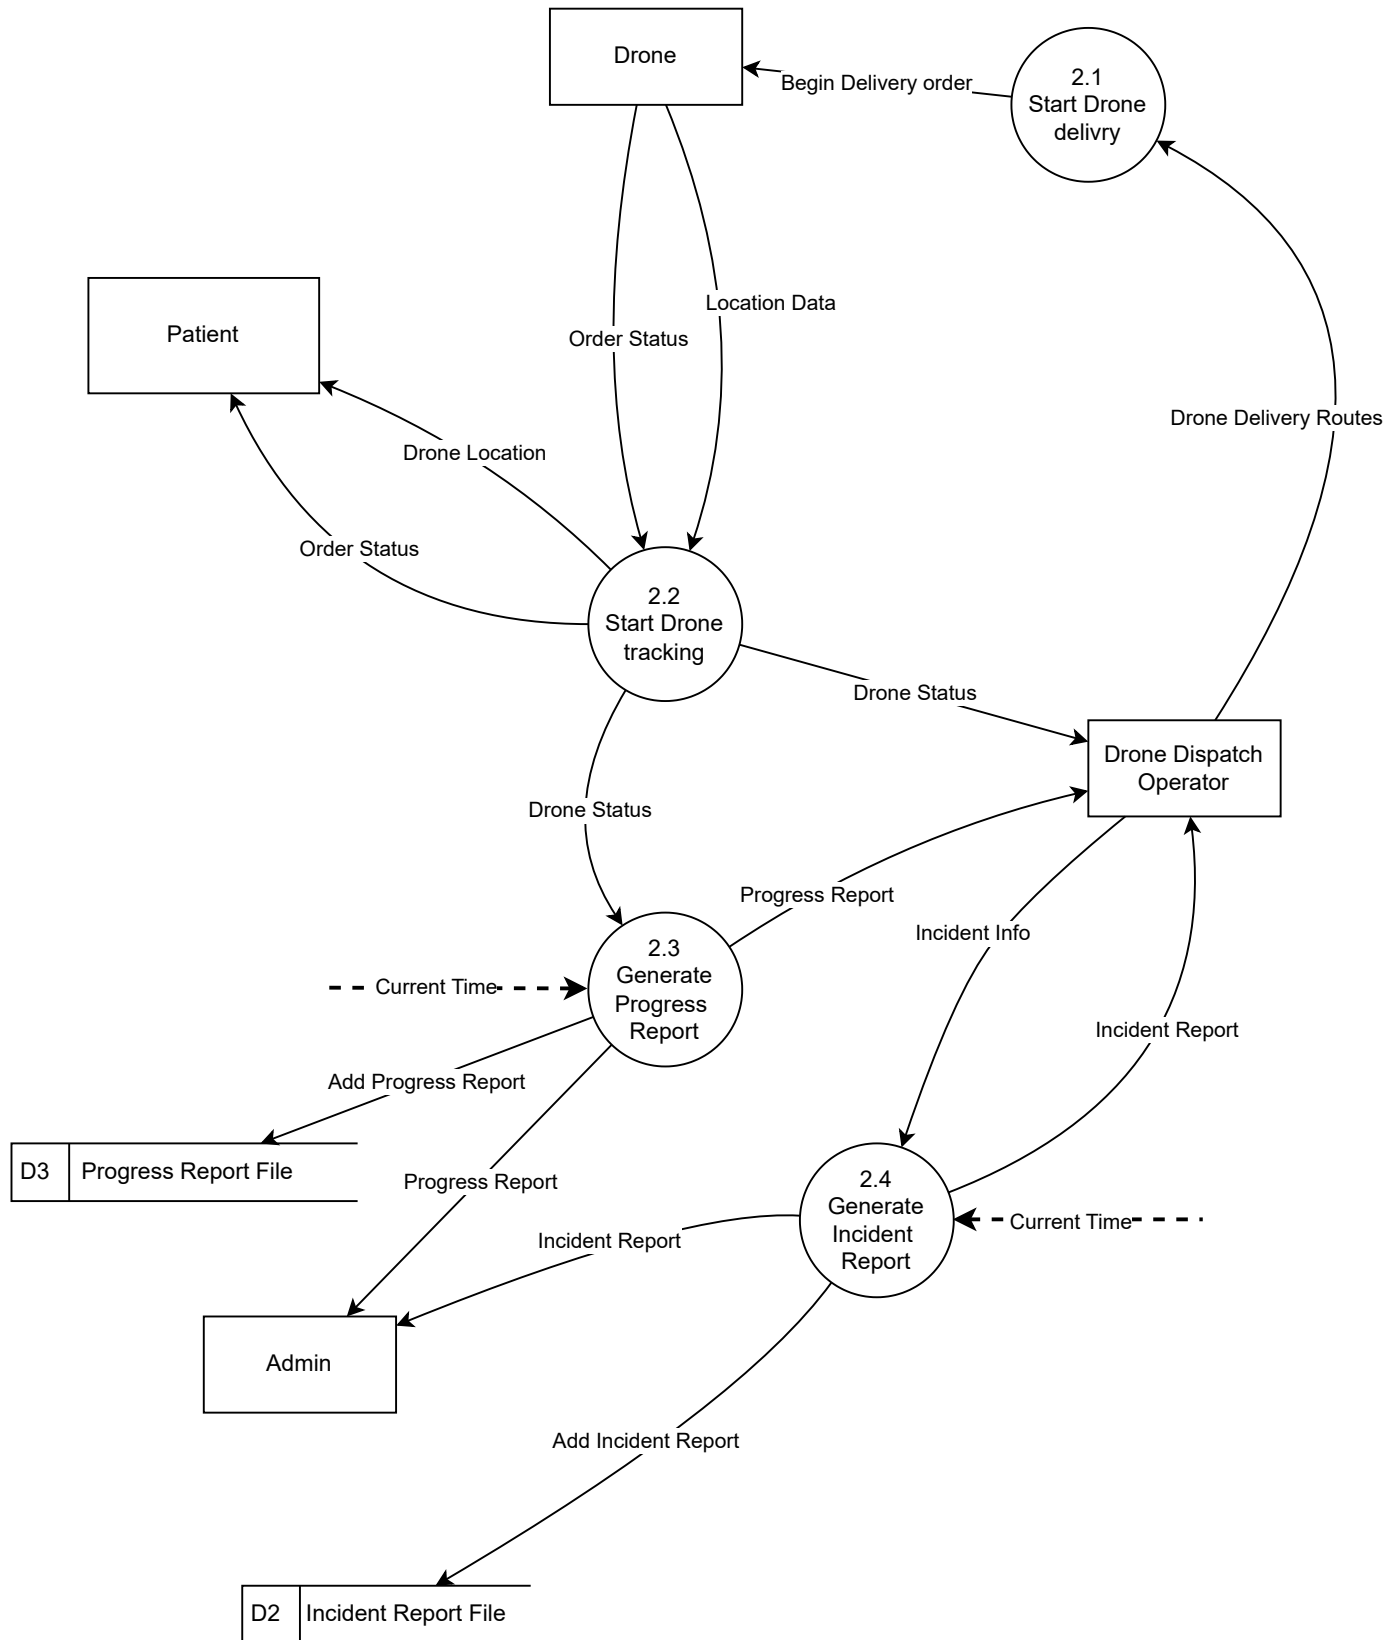 Drone
2.1
Start Drone
delivry
Begin Delivery order
Location Data
Order Status
Patient
Drone Delivery Routes
Drone Location
Order Status
2.2
Start Drone
tracking
Drone Status
Drone Dispatch
Operator
Drone Status
Progress Report
Incident Info
2.3
Generate
Progress
Report
Current Time
Incident Report
Add Progress Report
D3
Progress Report File
Progress Report
2.4
Generate
Incident
Report
Current Time
Incident Report
Admin
Add Incident Report
D2
Incident Report File